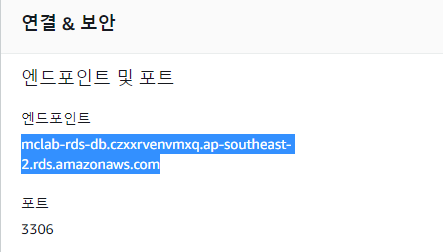 연결 & 보안
엔드포인트 및 포트
엔드포인트
mclab-rds-db.czxxrvenvmxq.ap-southeast-
2.rds.amazonaws.com
포트
3306